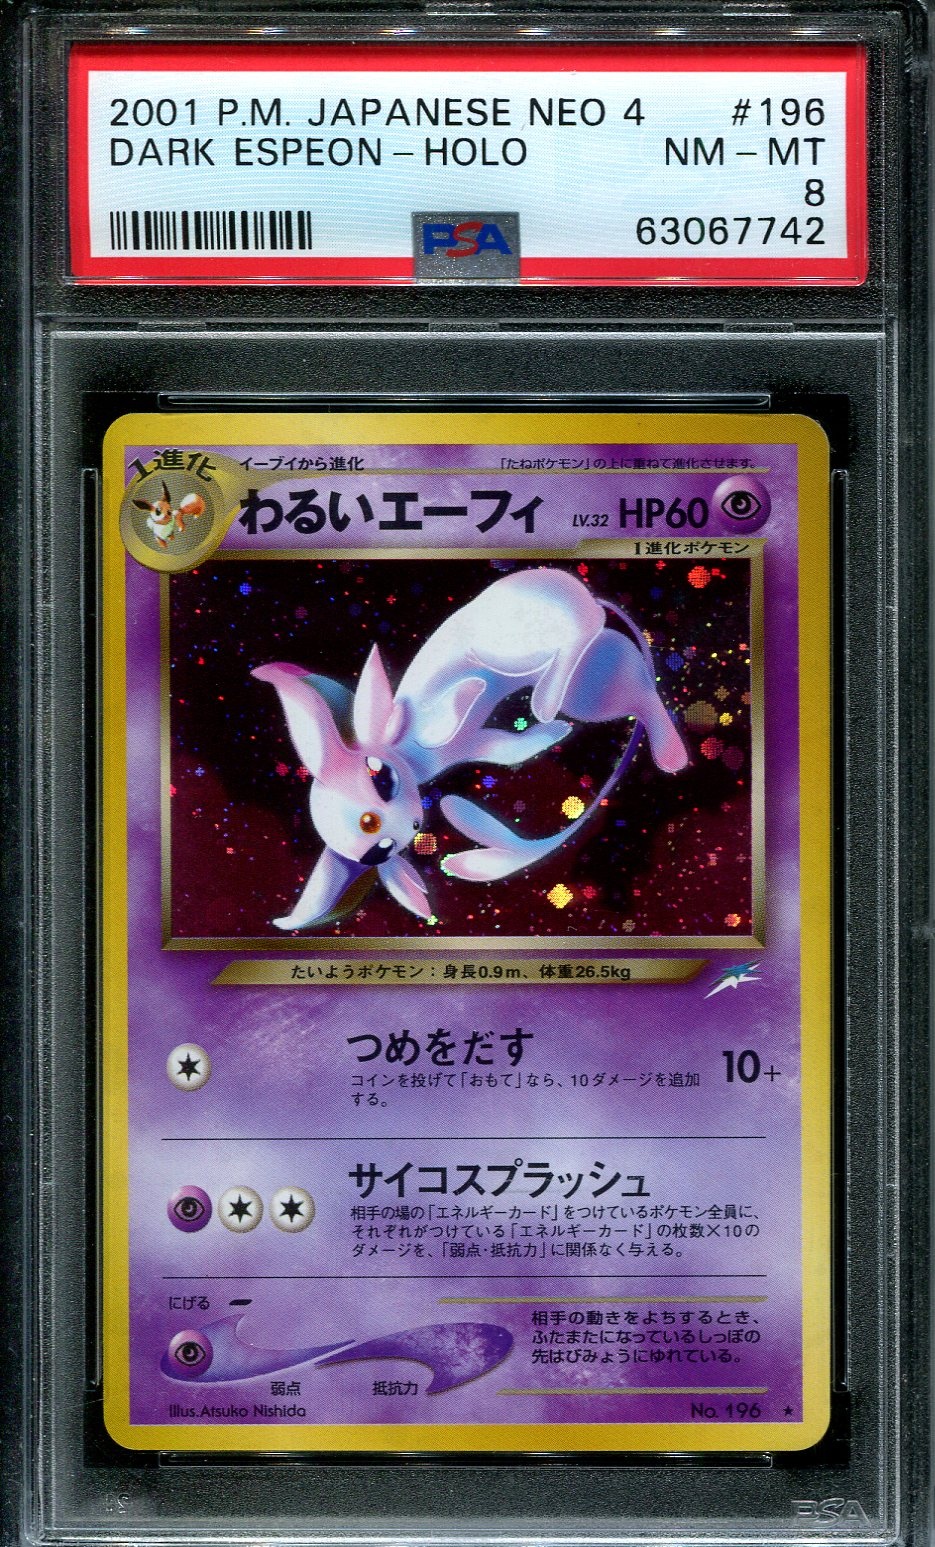 2001 P.M. JAPANESE NEO 4 #196
DARK ESPEON - HOLO NM - MT
8
PSA
63067742
1進化
イーブイから進化
「たねポケモン」の上に重ねて進化させます。
わるいエーフィ LV.32 HP60
1進化ポケモン
たいようポケモン：身長0.9m、体重26.5kg
つめをだす
10+
コインを投げて「おもて」なら、10ダメージを追加
する。
サイコスプラッシュ
相手の場の「エネルギーカード」をつけているポケモン全員に、
それぞれがつけている「エネルギーカード」の枚数×10の
ダメージを、「弱点・抵抗力」に関係なく与える。
にげる
相手の動きをよちするとき、
ふたまたになっているしっぽの
先はびみょうにゆれている。
弱点 抵抗力
Illus. Atsuko Nishida
No. 196 ★
PSA